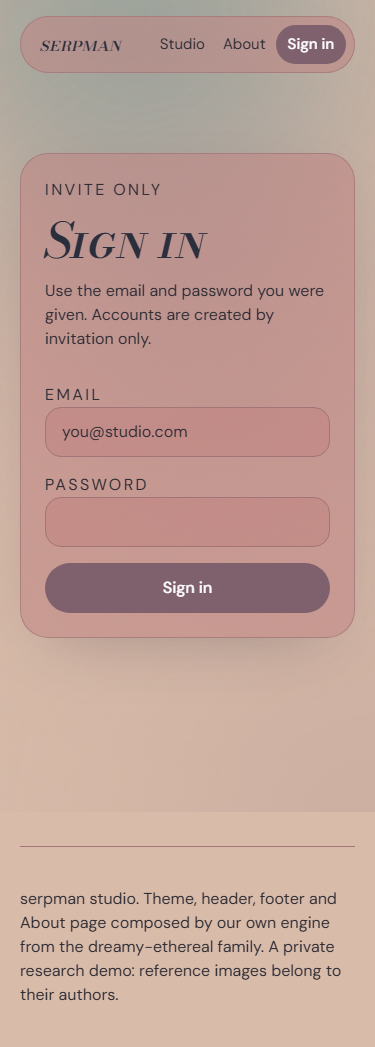 SERPMAN Studio About Sign in
INVITE ONLY
Sign in
Use the email and password you were
given. Accounts are created by
invitation only.
EMAIL
you@studio.com
PASSWORD
Sign in
serpman studio. Theme, header, footer and
About page composed by our own engine
from the dreamy-ethereal family. A private
research demo: reference images belong to
their authors.